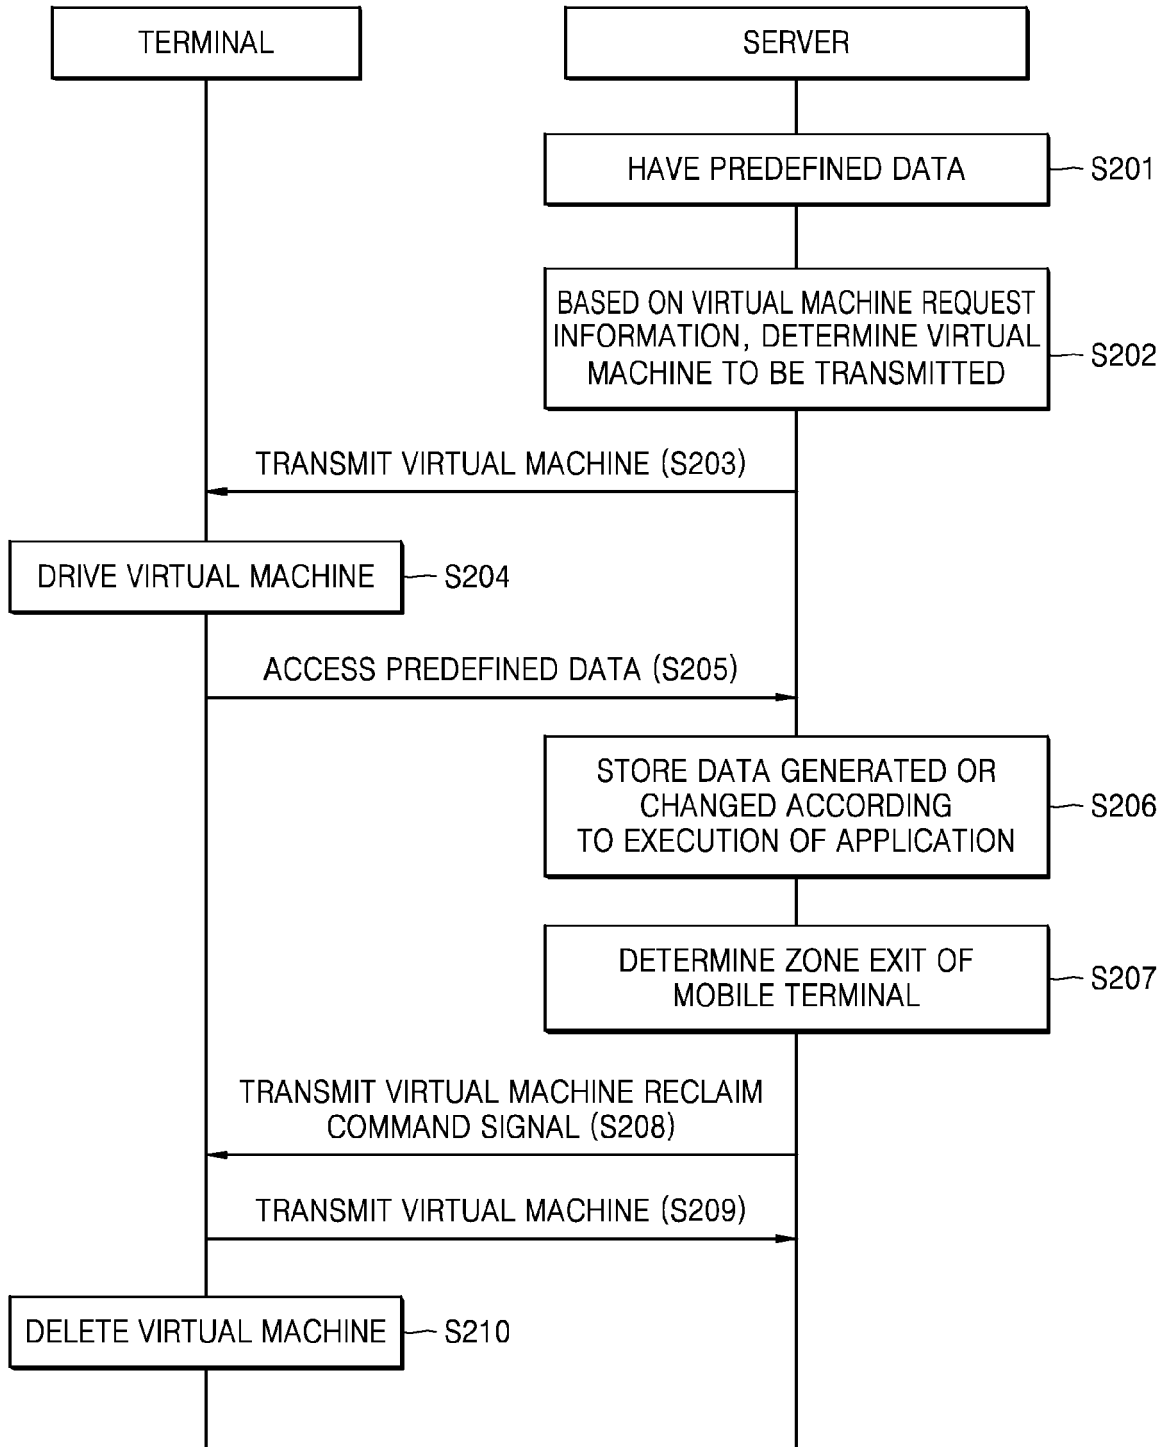 TERMINAL
SERVER
HAVE PREDEFINED DATA
S201
BASED ON VIRTUAL MACHINE REQUEST
INFORMATION, DETERMINE VIRTUAL
MACHINE TO BE TRANSMITTED
S202
TRANSMIT VIRTUAL MACHINE (S203)
DRIVE VIRTUAL MACHINE
S204
ACCESS PREDEFINED DATA (S205)
STORE DATA GENERATED OR
CHANGED ACCORDING
TO EXECUTION OF APPLICATION
S206
DETERMINE ZONE EXIT OF
MOBILE TERMINAL
S207
TRANSMIT VIRTUAL MACHINE RECLAIM
COMMAND SIGNAL (S208)
TRANSMIT VIRTUAL MACHINE (S209)
DELETE VIRTUAL MACHINE
S210